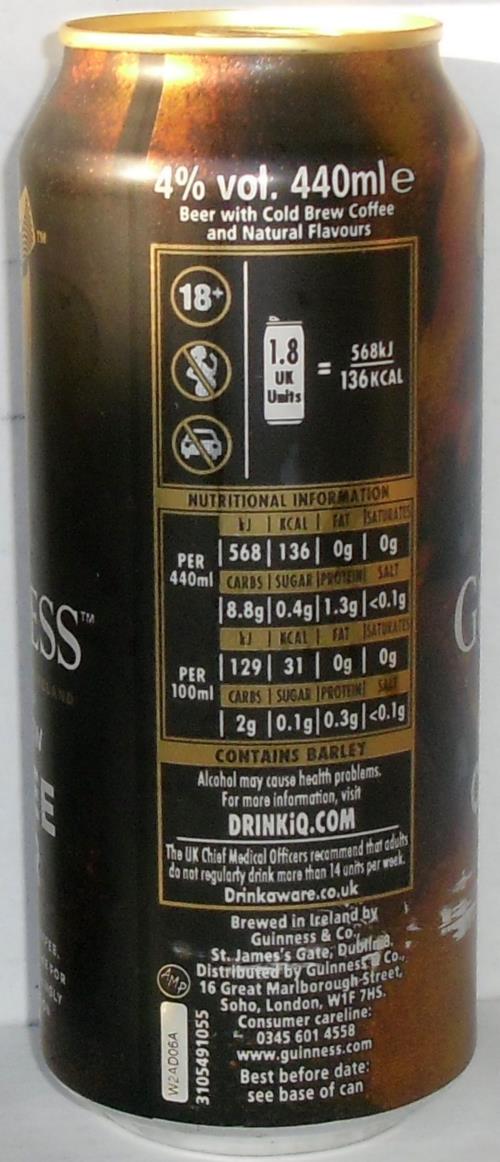 4% vol. 440ml e
Beer with Cold Brew Coffee
and Natural Flavours
18+
1.8
UK
Units
=
568kJ
136KCAL
NUTRITIONAL INFORMATION
kJ | KCAL | FAT | SATURATES
PER
440ml
568 | 136 | 0g | 0g
CARBS | SUGAR | PROTEIN | SALT
8.8g | 0.4g | 1.3g | <0.1g
kJ | KCAL | FAT | SATURATES
PER
100ml
129 | 31 | 0g | 0g
CARBS | SUGAR | PROTEIN | SALT
2g | 0.1g | 0.3g | <0.1g
CONTAINS BARLEY
Alcohol may cause health problems.
For more information, visit
DRINKiQ.COM
The UK Chief Medical Officers recommend that adults
do not regularly drink more than 14 units per week.
Drinkaware.co.uk
Brewed in Ireland by
Guinness & Co.,
St. James's Gate, Dublin 8.
Distributed by Guinness & Co.,
16 Great Marlborough Street,
Soho, London, W1F 7HS.
Consumer careline:
0345 601 4558
www.guinness.com
Best before date:
see base of can
AMP
W2AD06A
3105491055
ESS™
G